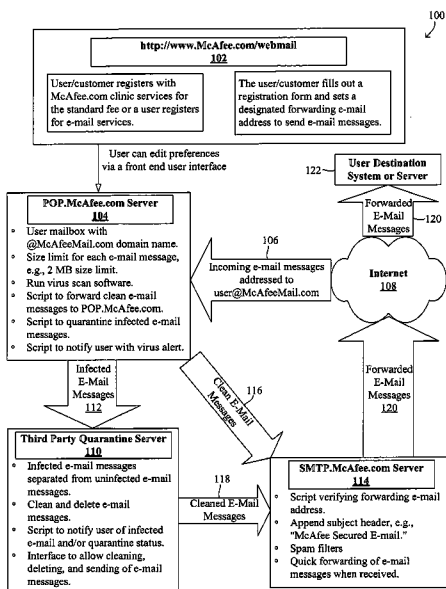 100
http://www.McAfee.com/webmail
102
User/customer registers with
McAfee.com clinic services for
the standard fee or a user registers
for e-mail services.
The user/customer fills out a
registration form and sets a
designated forwarding e-mail
address to send e-mail messages.
User can edit preferences
via a front end user interface
122
User Destination
System or Server
POP.McAfee.com Server
104
User mailbox with
@McAfeeMail.com domain name.
Size limit for each e-mail message,
e.g., 2 MB size limit.
Run virus scan software.
Script to forward clean e-mail
messages to POP.McAfee.com.
Script to quarantine infected e-mail
messages.
Script to notify user with virus alert.
106
Incoming e-mail messages
addressed to
user@McAfeeMail.com
Forwarded
E-Mail
Messages
120
Internet
108
Infected
E-Mail
Messages
112
116
Clean E-Mail
Messages
Forwarded
E-Mail
Messages
120
Third Party Quarantine Server
110
Infected e-mail messages
separated from uninfected e-mail
messages.
Clean and delete e-mail
messages.
Script to notify user of infected
e-mail and/or quarantine status.
Interface to allow cleaning,
deleting, and sending of e-mail
messages.
118
Cleaned E-Mail
Messages
SMTP.McAfee.com Server
114
Script verifying forwarding e-mail
address.
Append subject header, e.g.,
"McAfee Secured E-mail."
Spam filters
Quick forwarding of e-mail
messages when received.